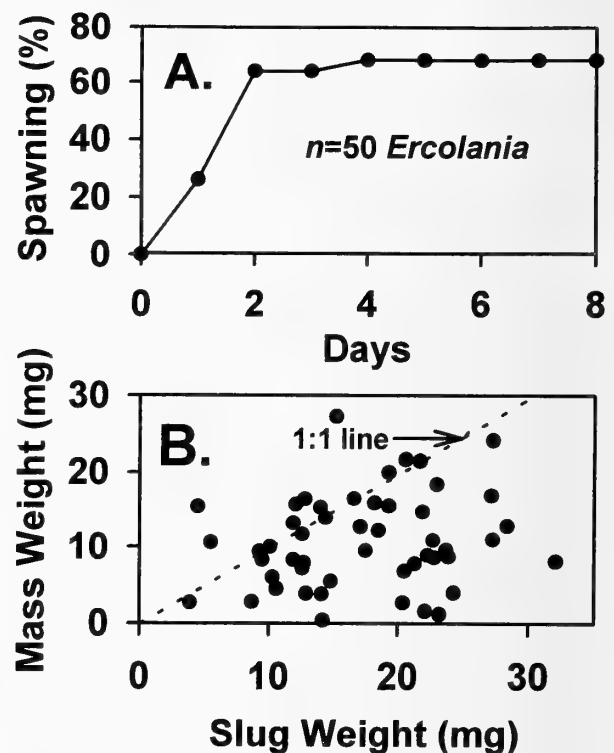 A.
Spawning (%)
80
60
40
20
0
n=50 Ercolania
0 2 4 6 8
Days
B.
Mass Weight (mg)
30
20
10
0
1:1 line
0 10 20 30
Slug Weight (mg)